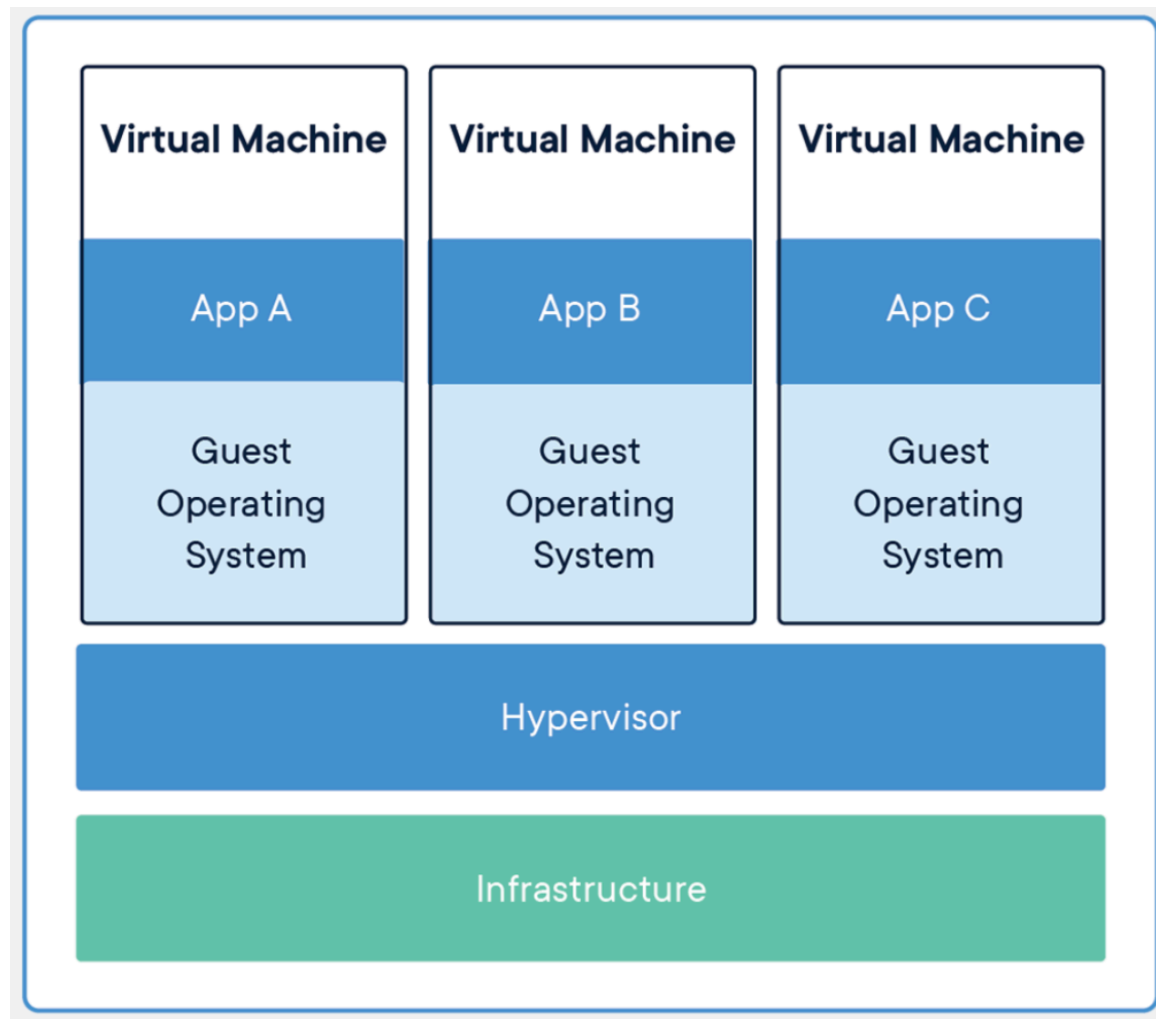 Virtual Machine
App A
Guest
Operating
System
Virtual Machine
App B
Guest
Operating
System
Virtual Machine
App C
Guest
Operating
System
Hypervisor
Infrastructure